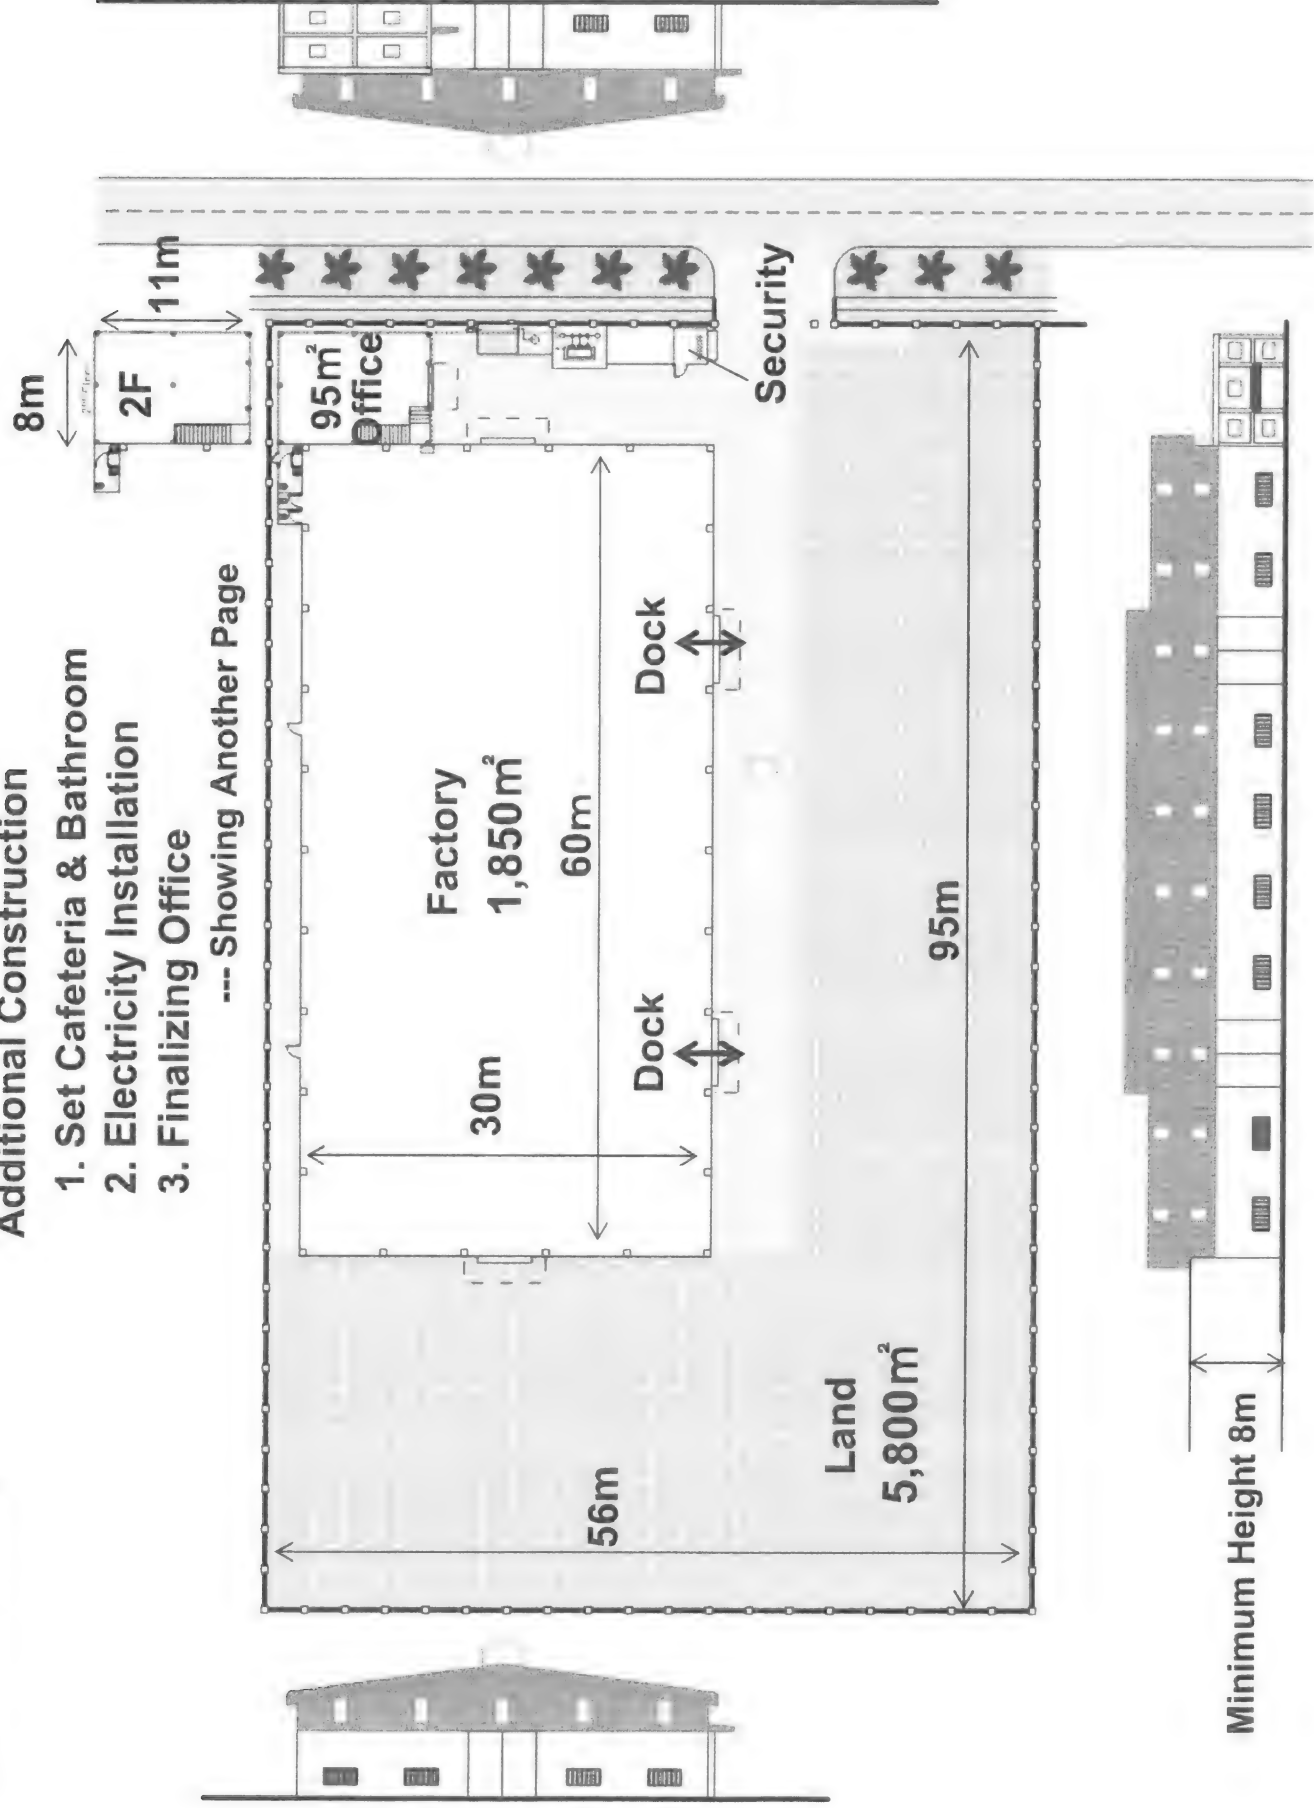 Additional Construction
1. Set Cafeteria & Bathroom
2. Electricity Installation
3. Finalizing Office
--- Showing Another Page
8m
2F
11m
95m²
Office
Security
Factory
1,850m²
60m
30m
Dock
Dock
95m
56m
Land
5,800m²
Minimum Height 8m